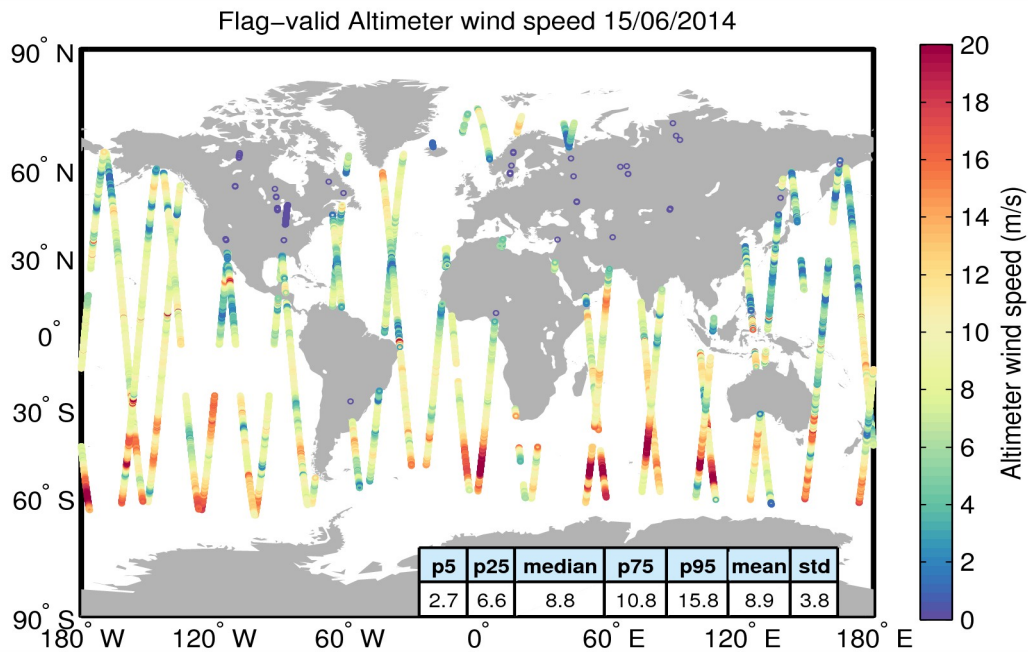 Flag−valid Altimeter wind speed 15/06/2014
90° N
60° N
30° N
0°
30° S
60° S
90° S
180° W
120° W
60° W
0°
60° E
120° E
180° E
p5 p25 median p75 p95 mean std
2.7 6.6 8.8 10.8 15.8 8.9 3.8
20
18
16
14
12
10
8
6
4
2
0
Altimeter wind speed (m/s)